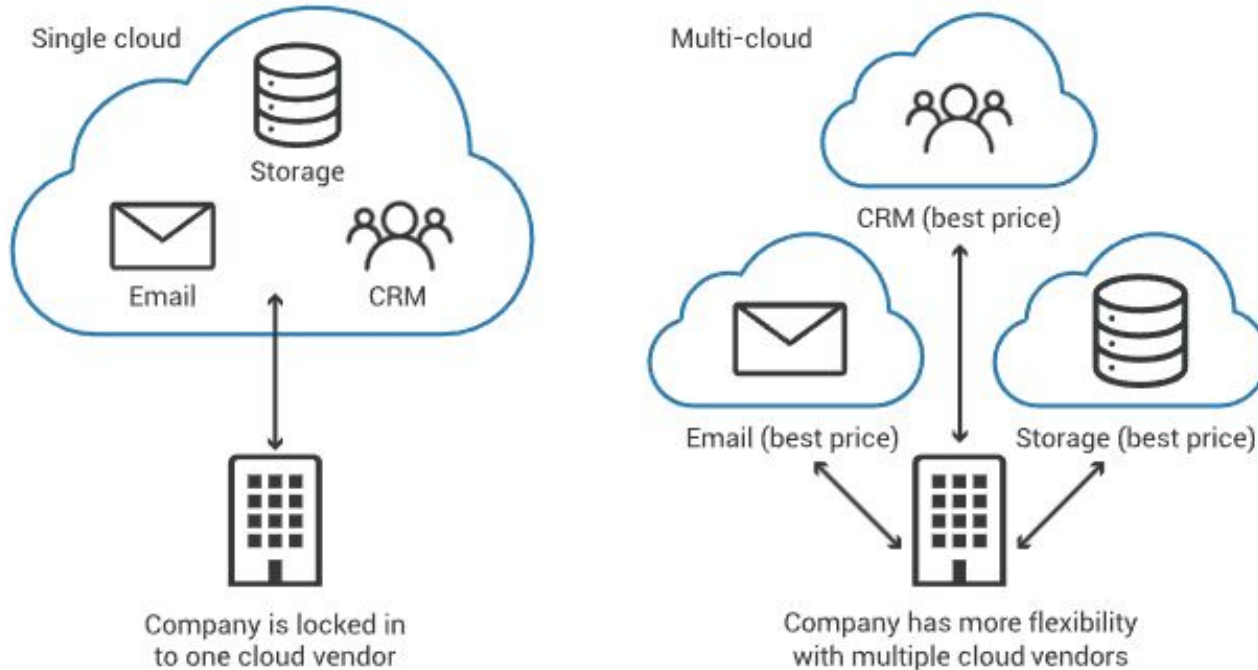 Single cloud
Storage
Email
CRM
Company is locked in
to one cloud vendor
Multi-cloud
CRM (best price)
Email (best price)
Storage (best price)
Company has more flexibility
with multiple cloud vendors